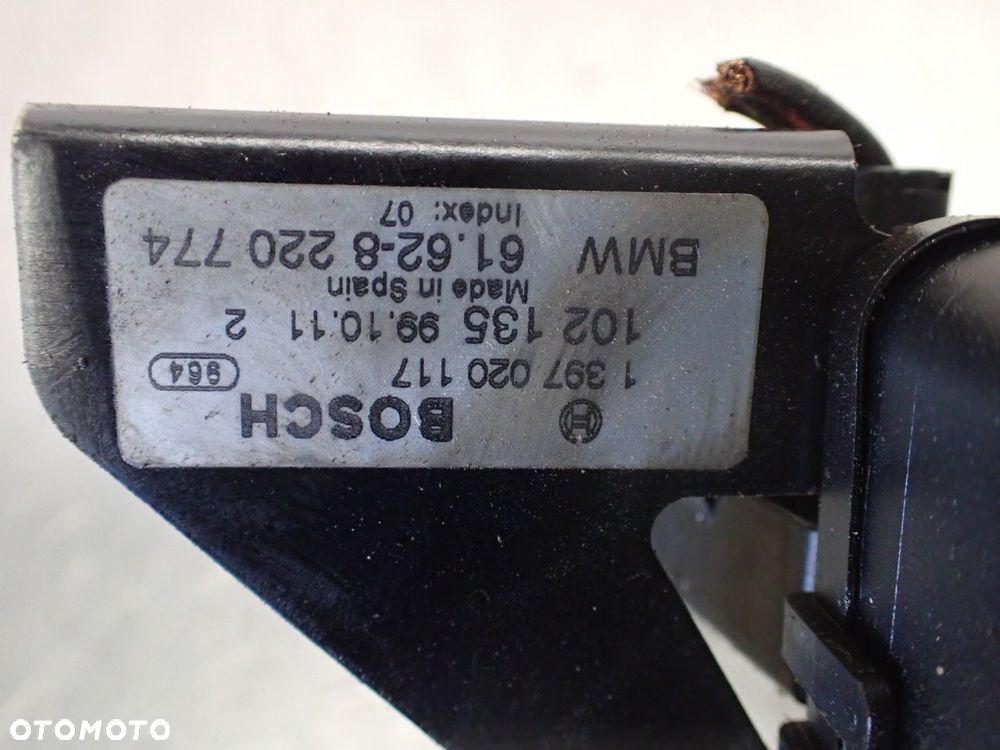 BOSCH
1 397 020 117 964
102 135 99.10.11 2
Made in Spain
BMW 61.62-8 220 774
Index: 07
OTOMOTO